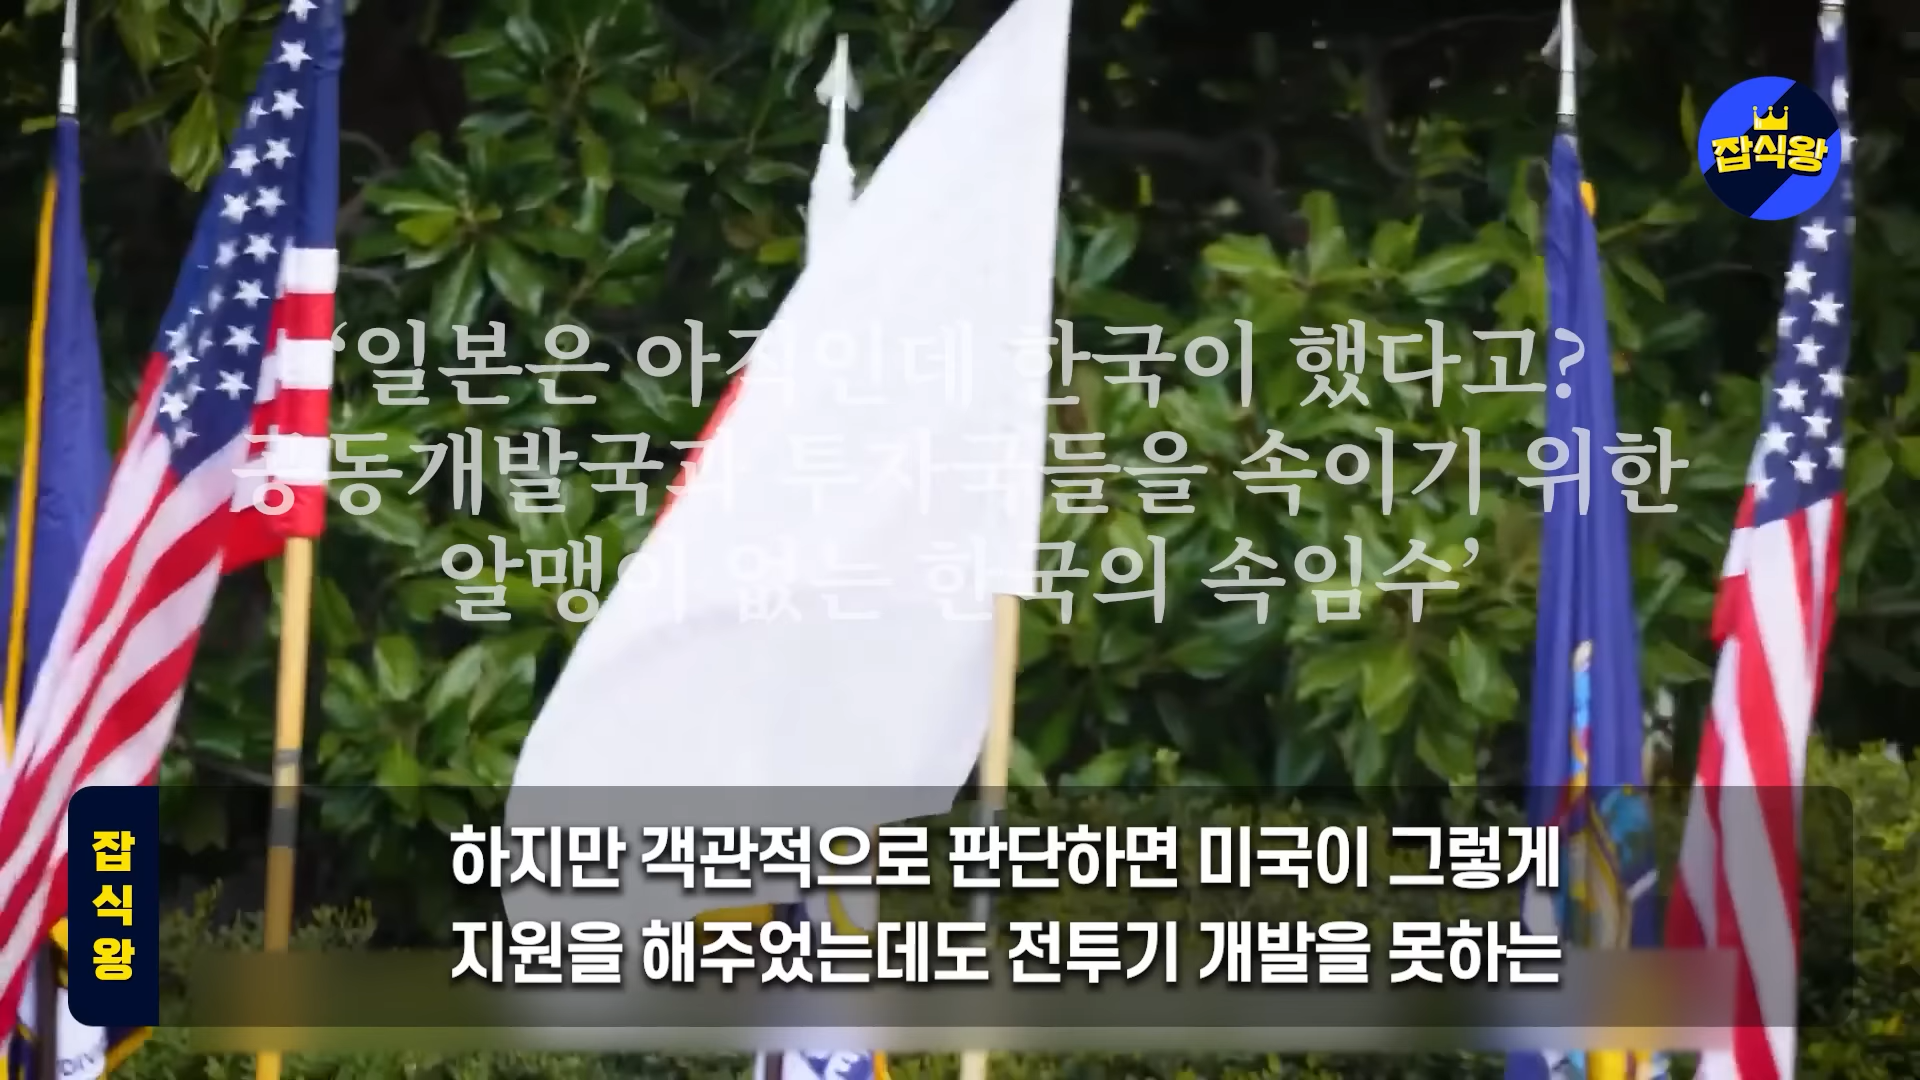 잡식왕
‘일본은 아직인데 한국이 했다고?
공동개발국과 투자국들을 속이기 위한
알맹이 없는 한국의 속임수’
잡식왕
하지만 객관적으로 판단하면 미국이 그렇게
지원을 해주었는데도 전투기 개발을 못하는